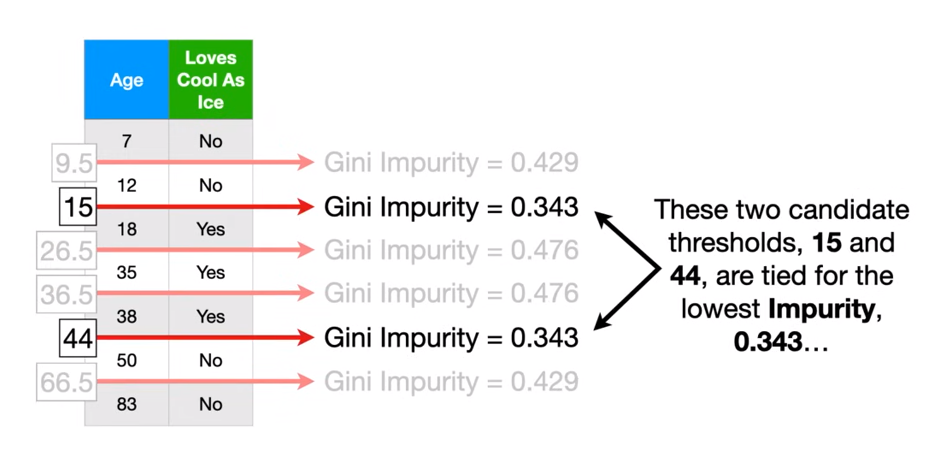 Age
Loves
Cool As
Ice
7 No
9.5 Gini Impurity = 0.429
12 No
15 Gini Impurity = 0.343
18 Yes
26.5 Gini Impurity = 0.476
35 Yes
36.5 Gini Impurity = 0.476
38 Yes
44 Gini Impurity = 0.343
50 No
66.5 Gini Impurity = 0.429
83 No
These two candidate
thresholds, 15 and
44, are tied for the
lowest Impurity,
0.343…